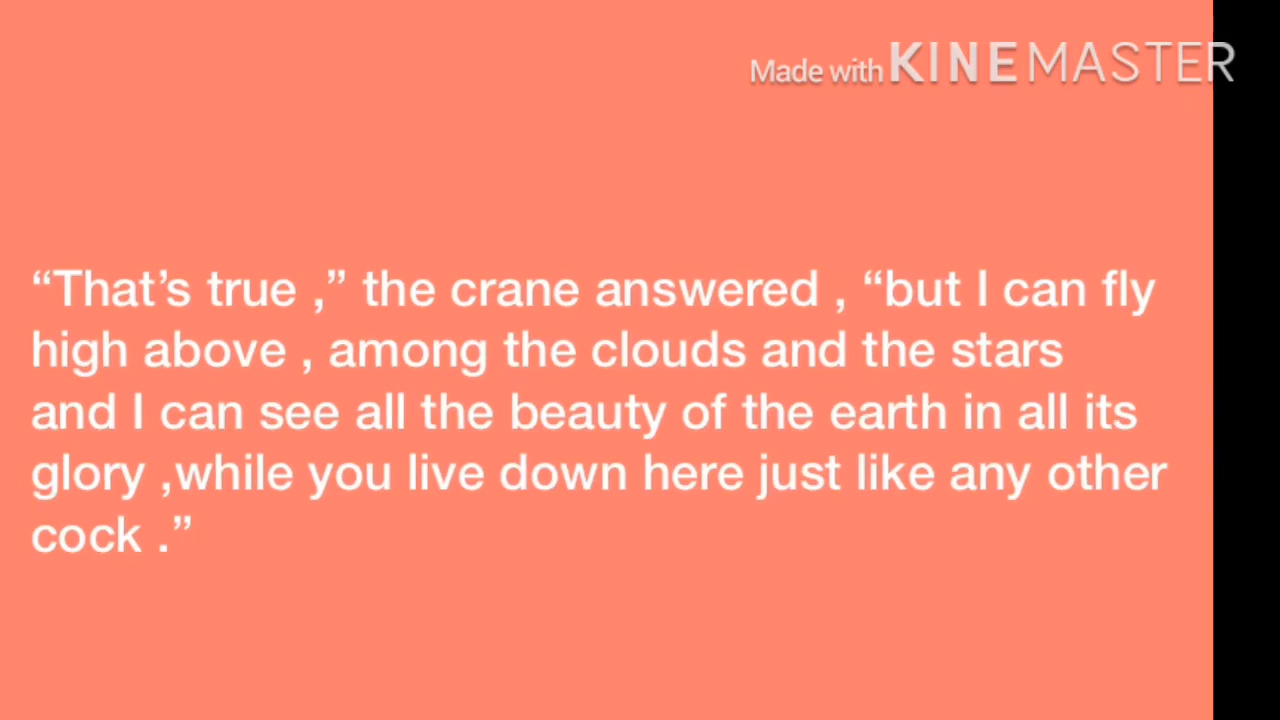 Made with KINEMASTER
“That’s true ,” the crane answered , “but I can fly
high above , among the clouds and the stars
and I can see all the beauty of the earth in all its
glory ,while you live down here just like any other
cock .”